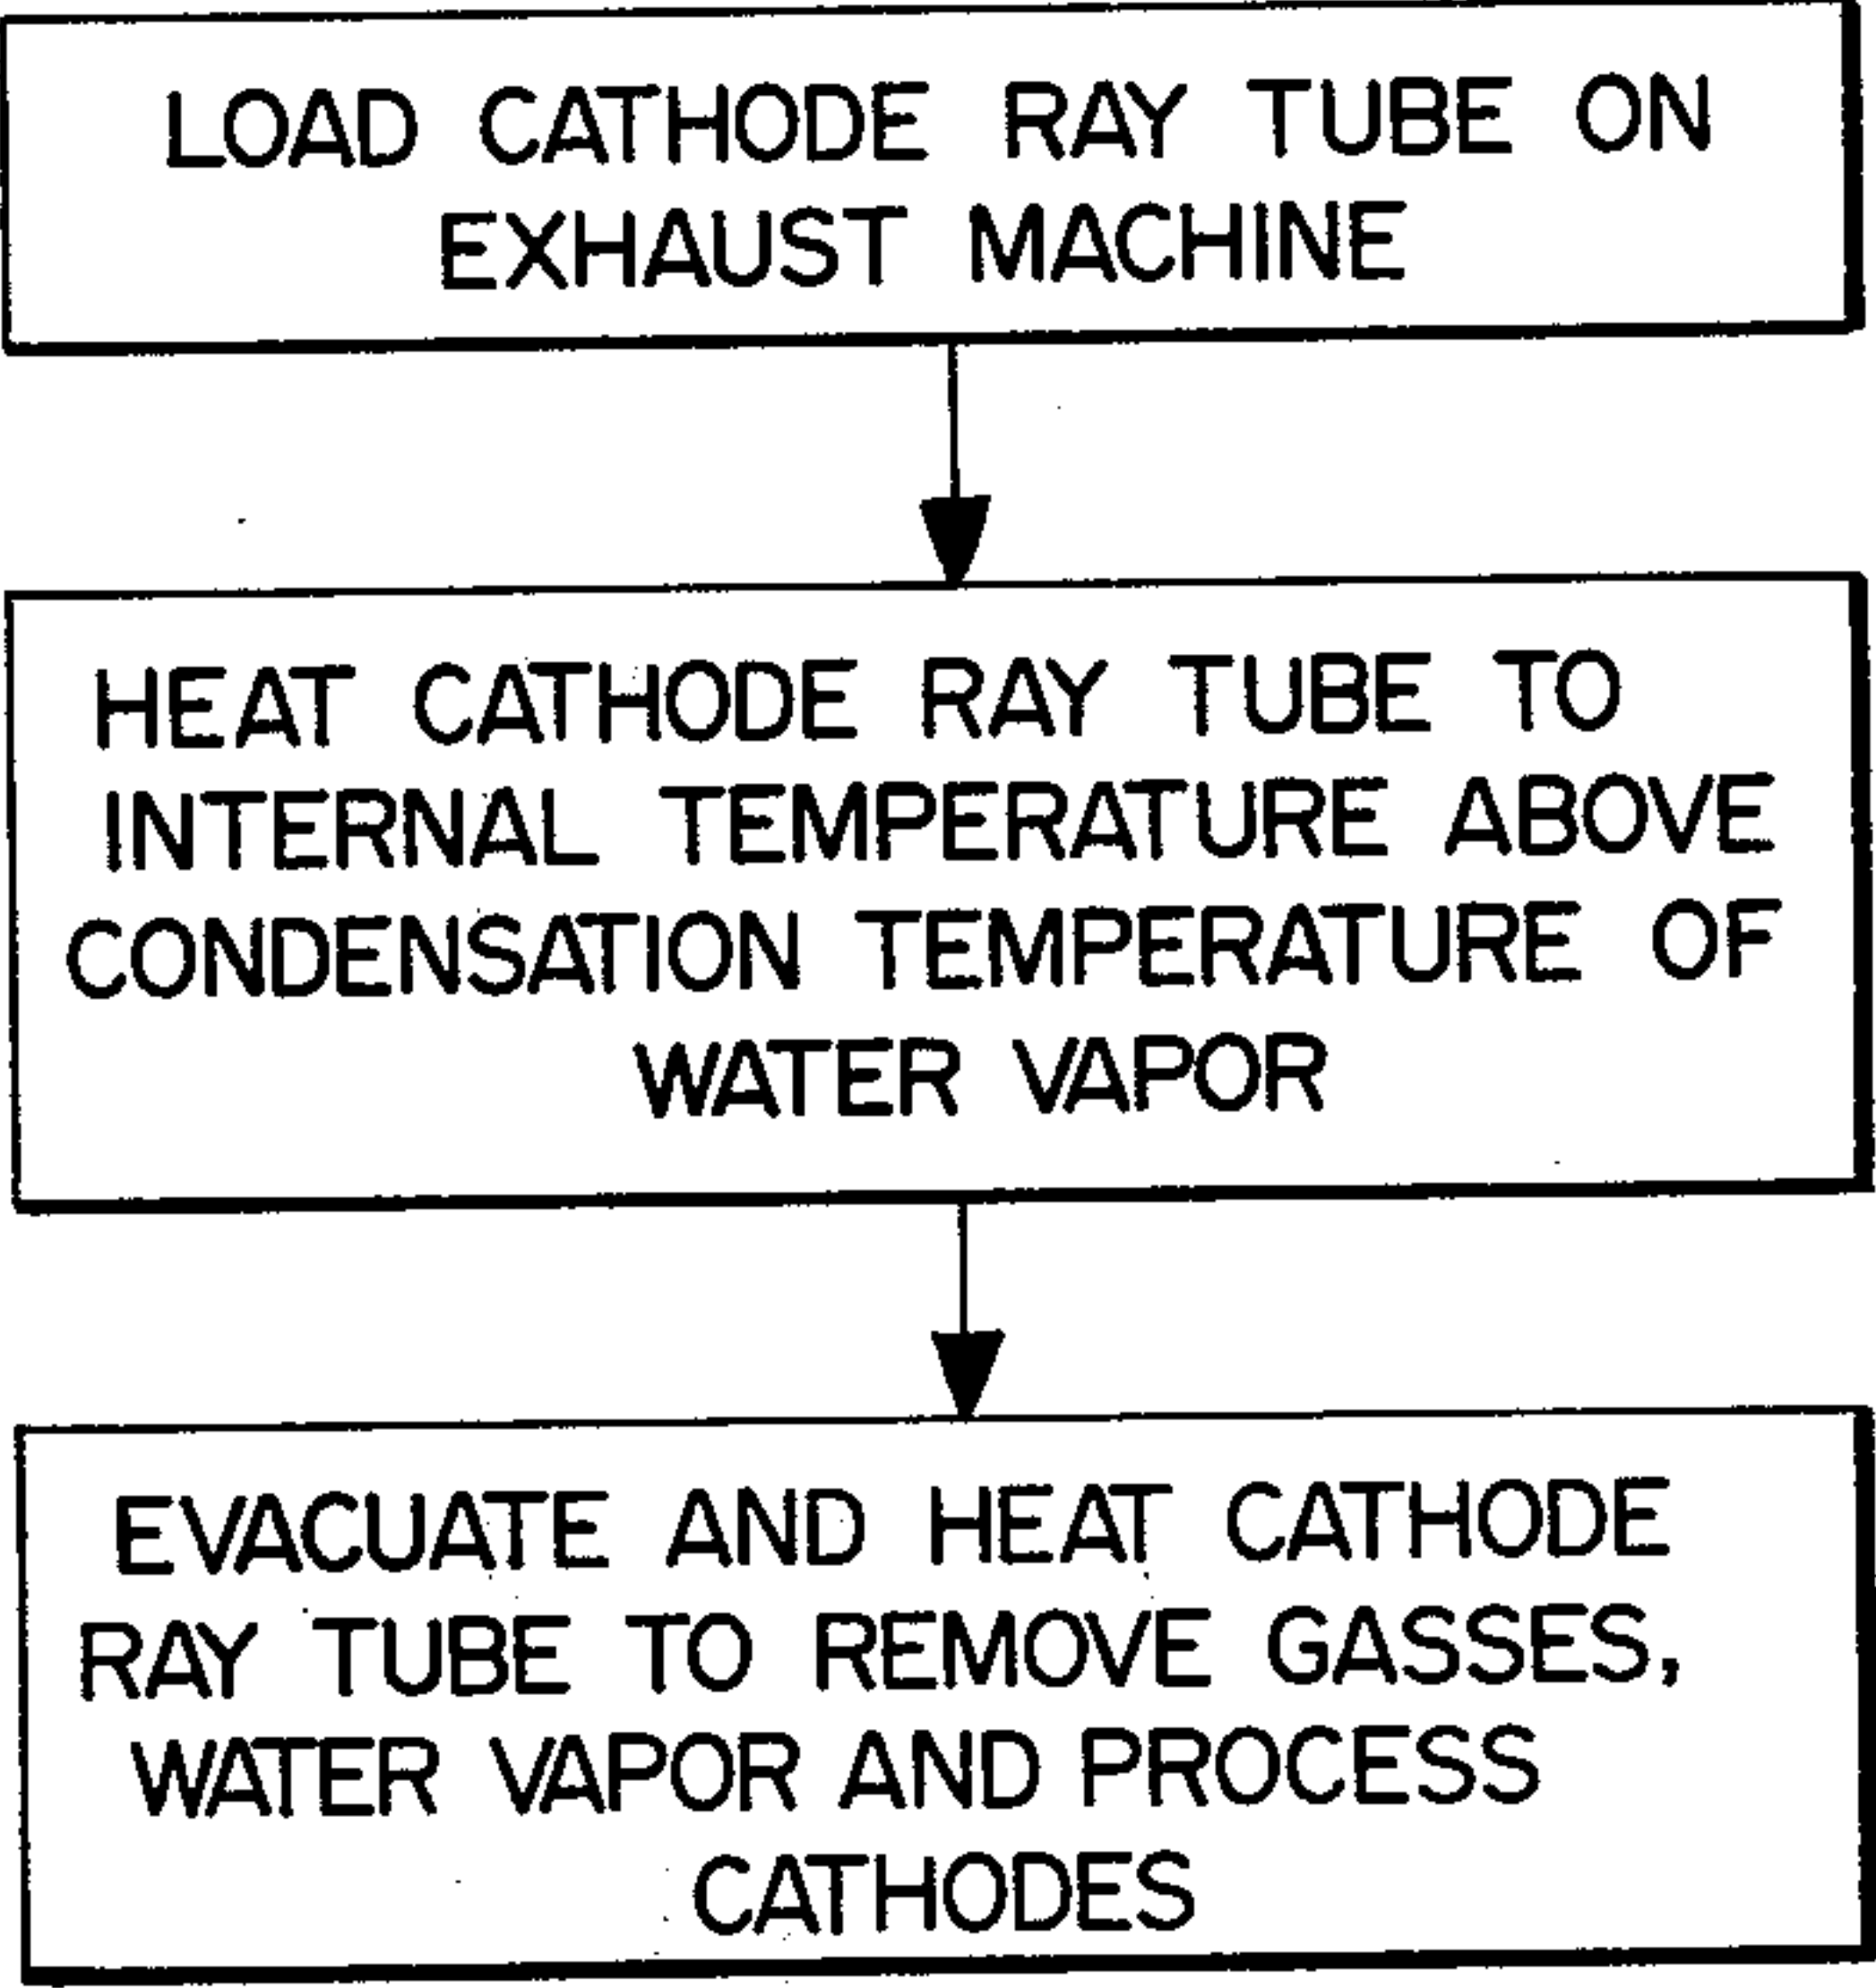 LOAD CATHODE RAY TUBE ON
EXHAUST MACHINE
HEAT CATHODE RAY TUBE TO
INTERNAL TEMPERATURE ABOVE
CONDENSATION TEMPERATURE OF
WATER VAPOR
EVACUATE AND HEAT CATHODE
RAY TUBE TO REMOVE GASSES,
WATER VAPOR AND PROCESS
CATHODES